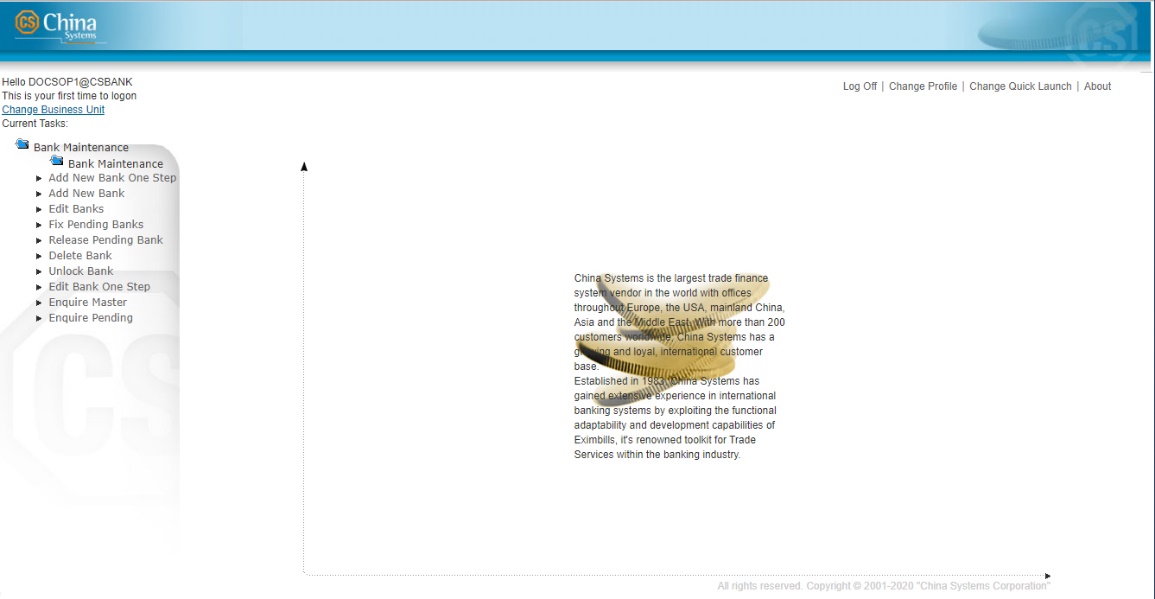 CS China
Systems
CS
Hello DOCSOP1@CSBANK
This is your first time to logon
Change Business Unit
Current Tasks:
Log Off | Change Profile | Change Quick Launch | About
Bank Maintenance
Bank Maintenance
Add New Bank One Step
Add New Bank
Edit Banks
Fix Pending Banks
Release Pending Bank
Delete Bank
Unlock Bank
Edit Bank One Step
Enquire Master
Enquire Pending
CS
China Systems is the largest trade finance
system vendor in the world with offices
throughout Europe, the USA, mainland China,
Asia and the Middle East. With more than 200
customers worldwide, China Systems has a
growing and loyal, international customer
base.
Established in 1983, China Systems has
gained extensive experience in international
banking systems by exploiting the functional
adaptability and development capabilities of
Eximbills, it's renowned toolkit for Trade
Services within the banking industry.
All rights reserved. Copyright © 2001-2020 "China Systems Corporation"